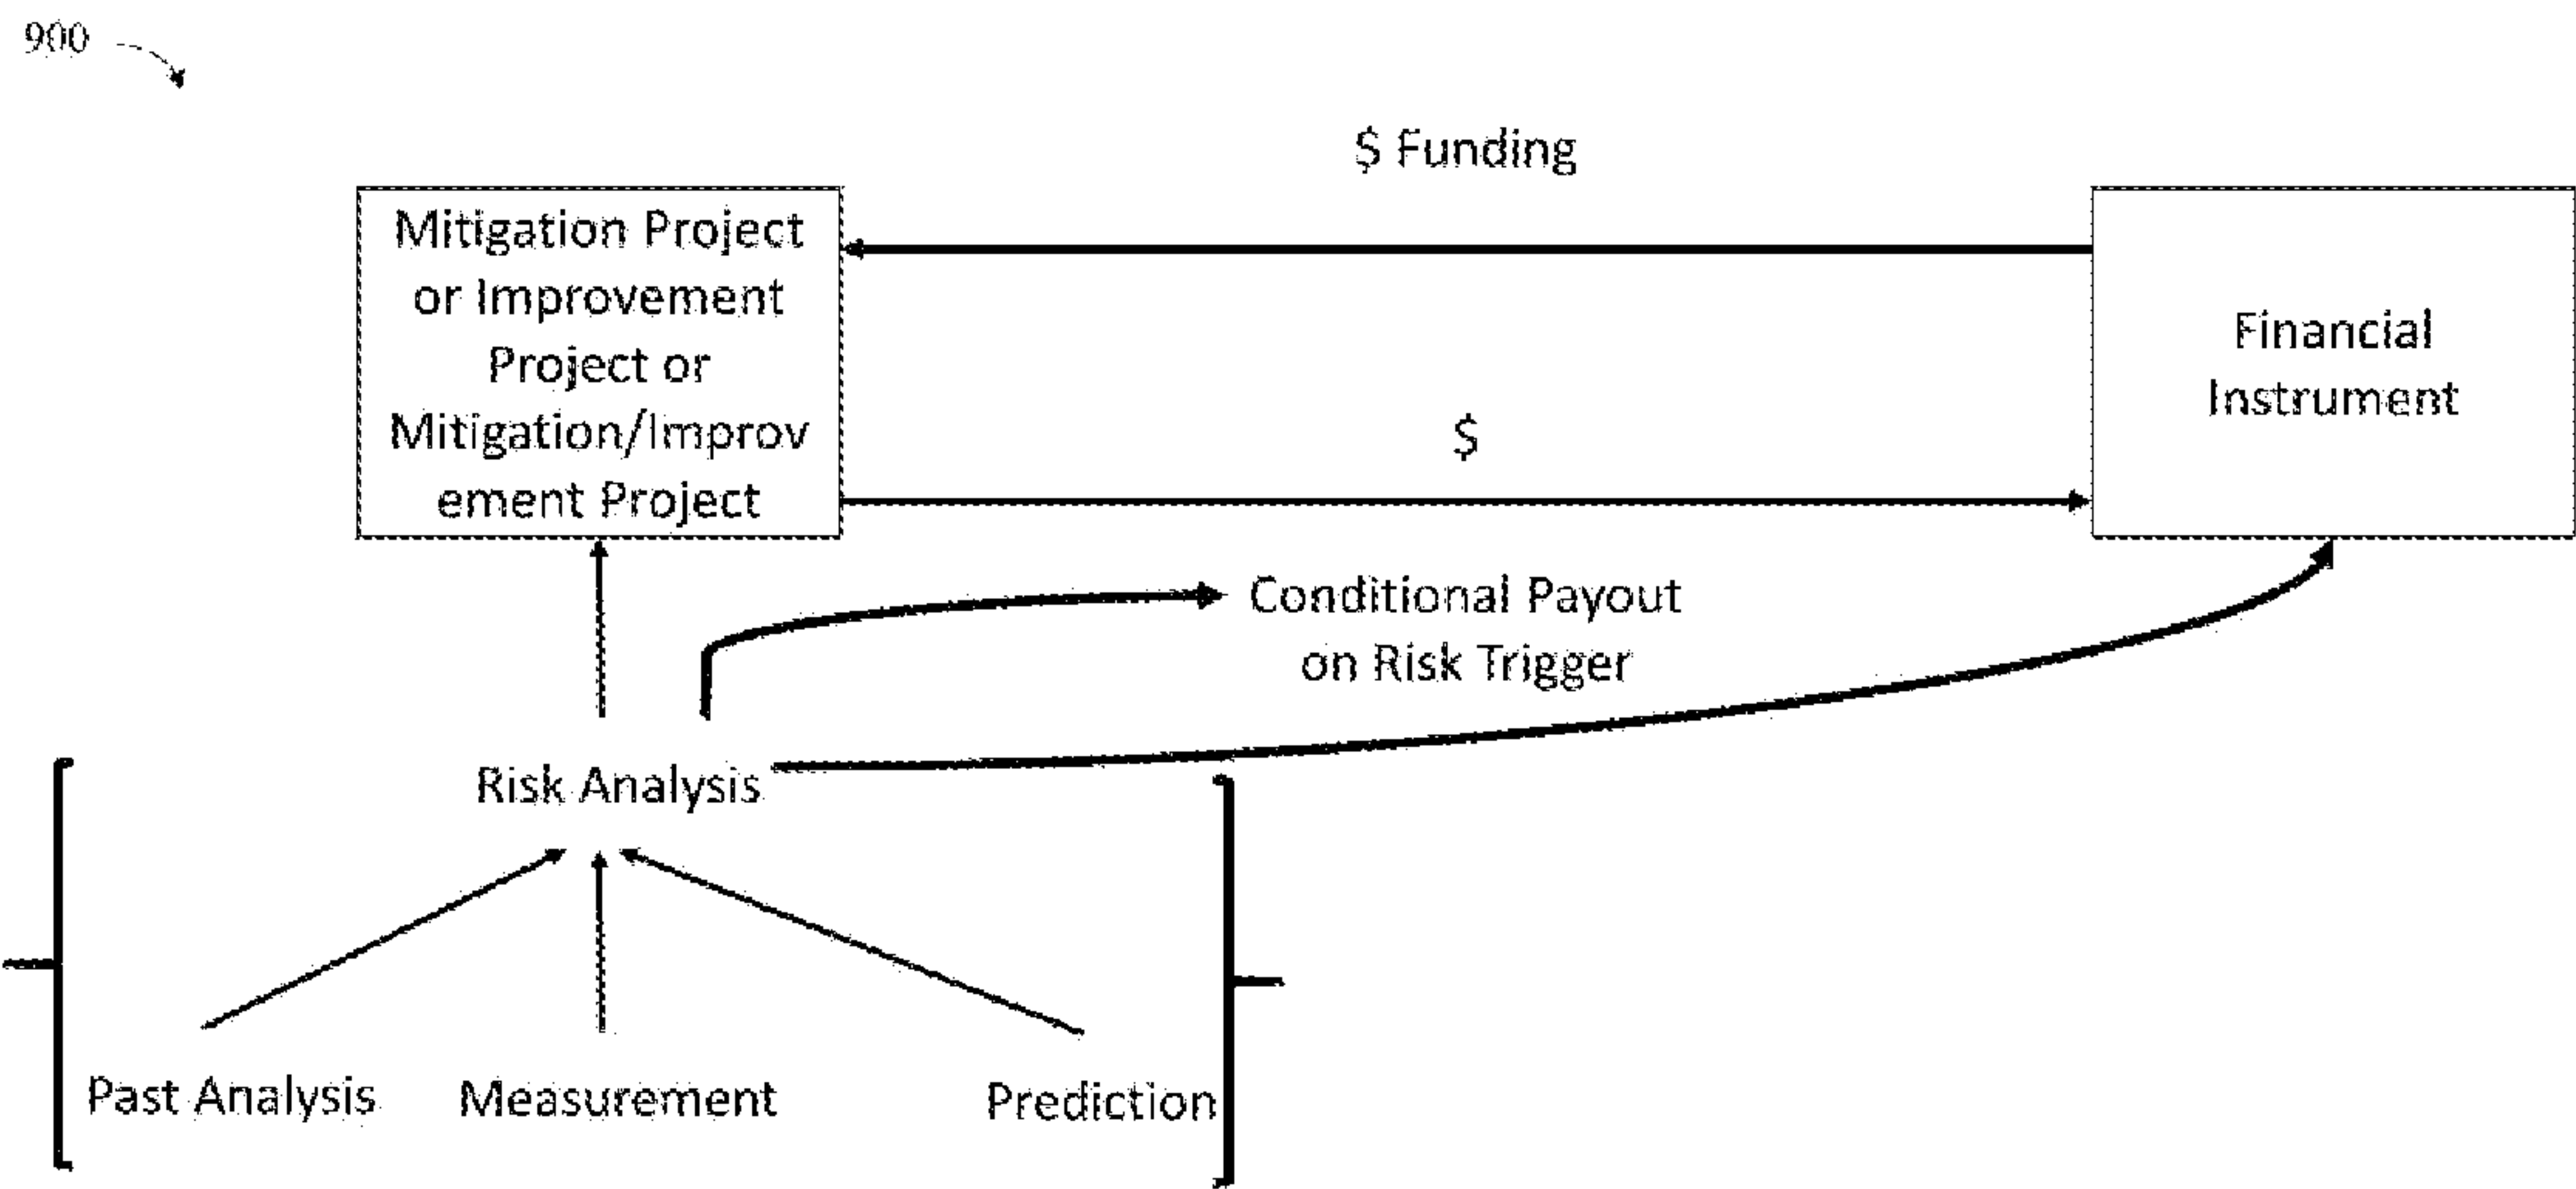 900
$ Funding
Mitigation Project
or Improvement
Project or
Mitigation/Improv
ement Project
Financial
Instrument
$
Conditional Payout
on Risk Trigger
Risk Analysis
Past Analysis
Measurement
Prediction